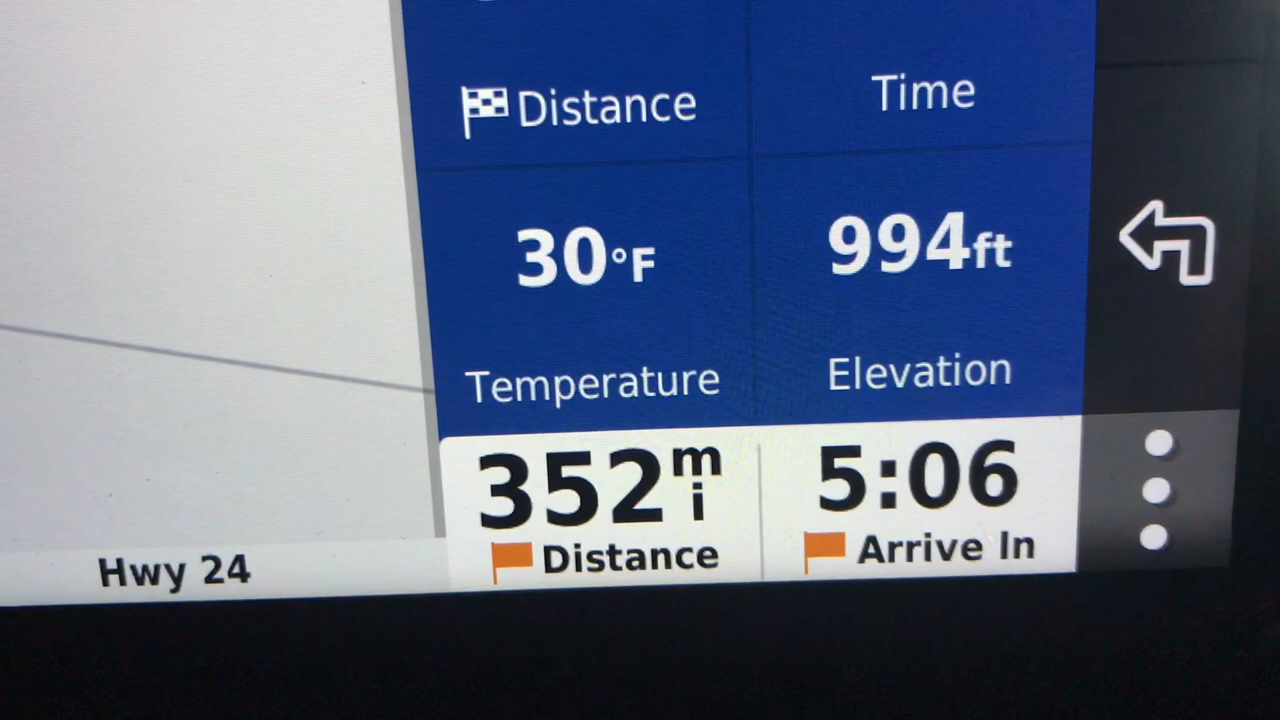 Distance Time
30°F 994ft
Temperature Elevation
352mi 5:06
Distance Arrive In
Hwy 24